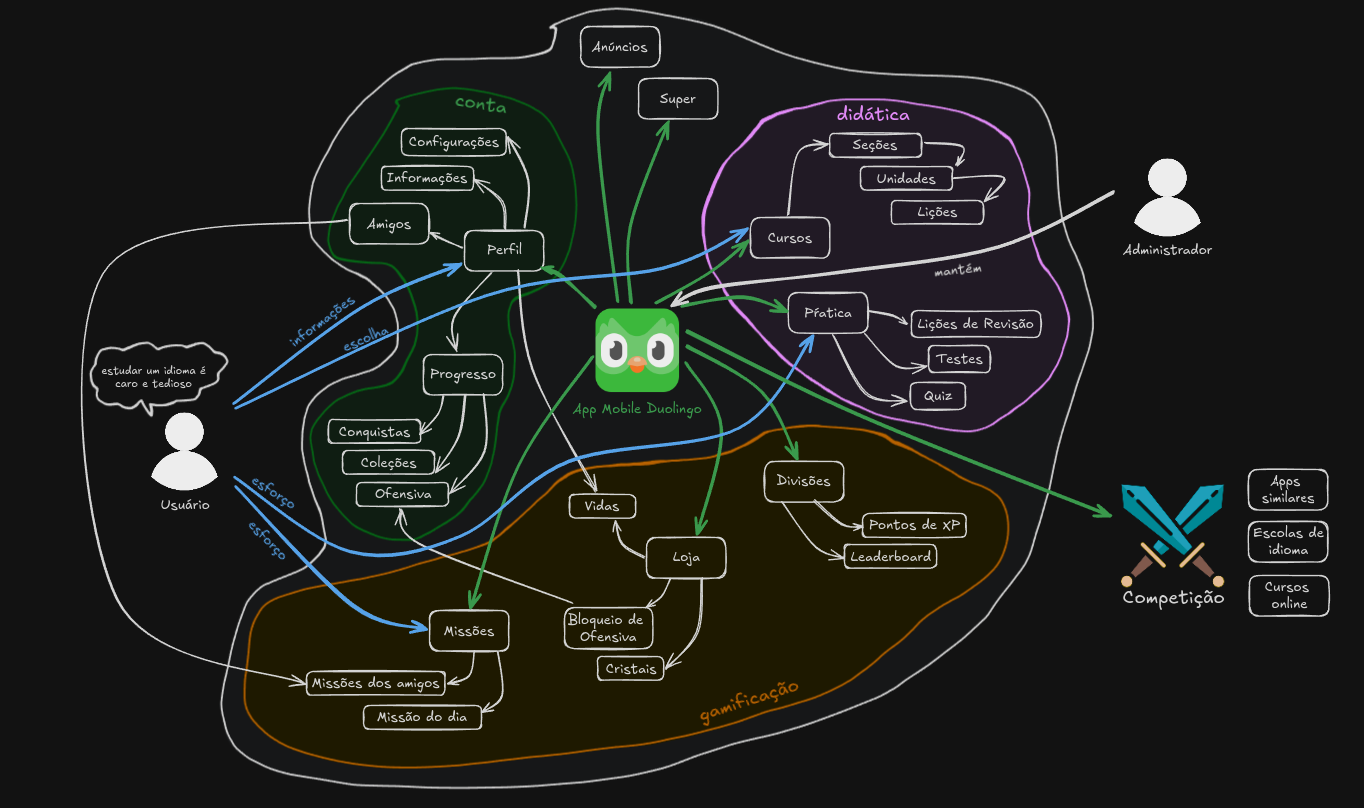 Anúncios
Super
conta
Configurações
Informações
Amigos
Perfil
Progresso
Conquistas
Coleções
Ofensiva
didática
Seções
Unidades
Lições
Cursos
Pratica
Lições de Revisão
Testes
Quiz
mantém
Administrador
informações
escolha
estudar um idioma é
caro e tedioso
Usuário
esforço
esforço
App Mobile Duolingo
Vidas
Loja
Bloqueio de
Ofensiva
Cristais
Divisões
Pontos de XP
Leaderboard
Missões
Missões dos amigos
Missão do dia
gamificação
Competição
Apps
similares
Escolas de
idioma
Cursos
online